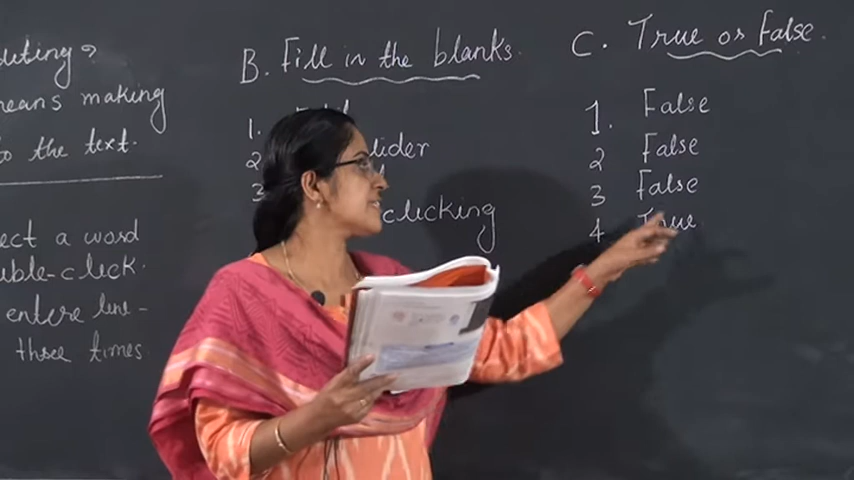 diting?
means making
to the text.
ect a word
uble-click.
entere line-
three times
B. Fill in the blanks.
1.
2 lider
3
clicking
C. True or False.
1. False
2 False
3 False
4 True